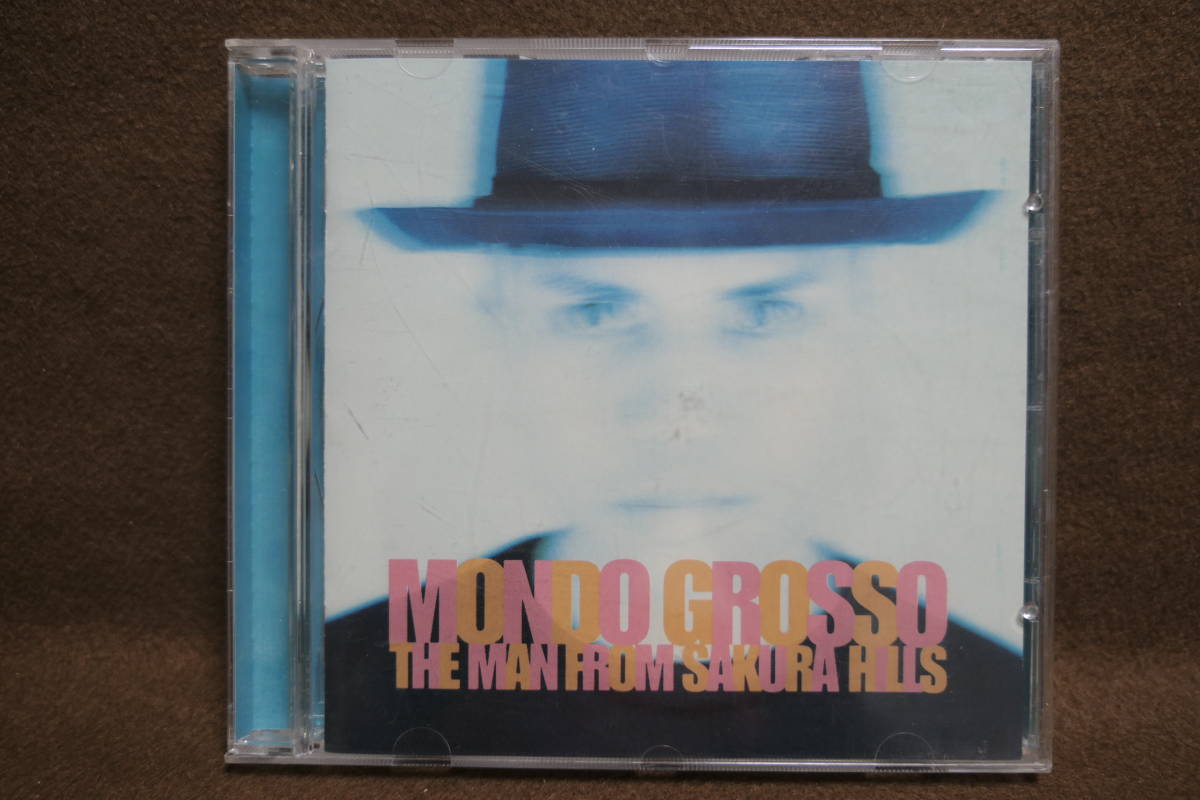 MONDO GROSSO
THE MAN FROM SAKURA HILLS